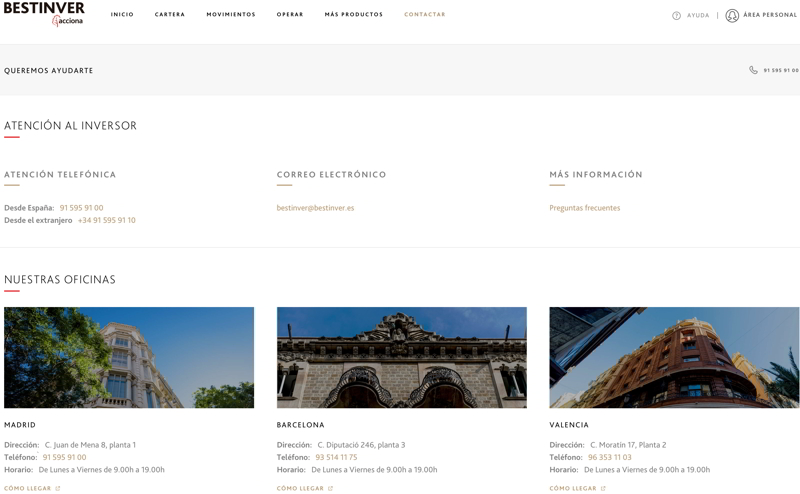 BESTINVER
acciona
INICIO CARTERA MOVIMIENTOS OPERAR MÁS PRODUCTOS CONTACTAR
AYUDA | ÁREA PERSONAL
QUEREMOS AYUDARTE
91 595 91 00
ATENCIÓN AL INVERSOR
ATENCIÓN TELEFÓNICA
Desde España: 91 595 91 00
Desde el extranjero +34 91 595 91 10
CORREO ELECTRÓNICO
bestinver@bestinver.es
MÁS INFORMACIÓN
Preguntas frecuentes
NUESTRAS OFICINAS
MADRID
Dirección: C. Juan de Mena 8, planta 1
Teléfono: 91 595 91 00
Horario: De Lunes a Viernes de 9.00h a 19.00h
CÓMO LLEGAR
BARCELONA
Dirección: C. Diputació 246, planta 3
Teléfono: 93 514 11 75
Horario: De Lunes a Viernes de 9.00h a 19.00h
CÓMO LLEGAR
VALENCIA
Dirección: C. Moratín 17, Planta 2
Teléfono: 96 353 11 03
Horario: De Lunes a Viernes de 9.00h a 19.00h
CÓMO LLEGAR